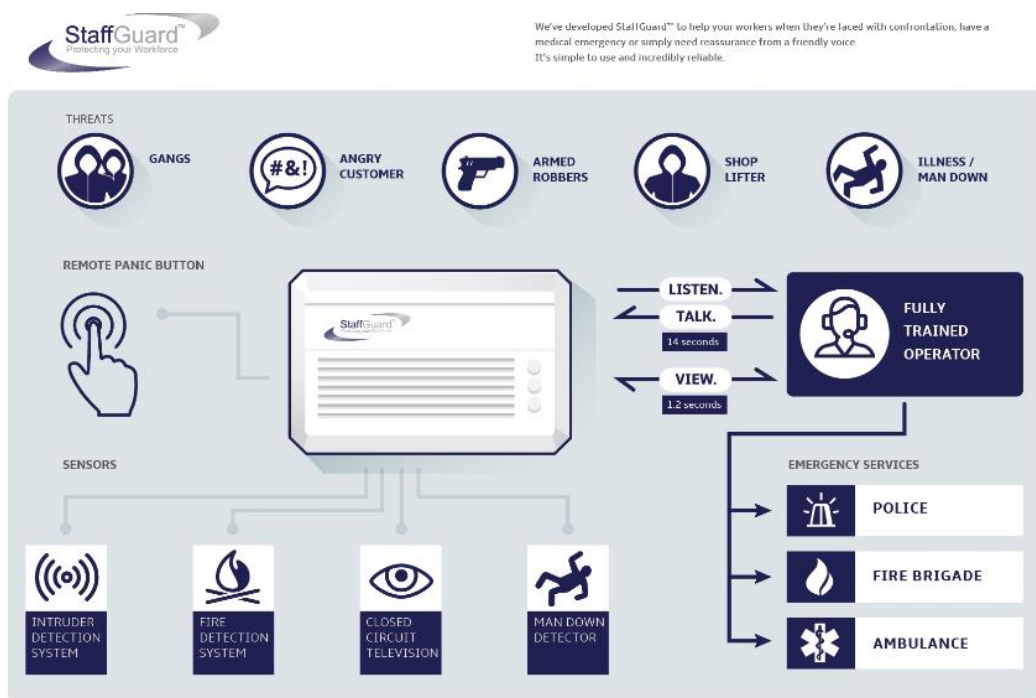 StaffGuard™
Protecting your Workforce
We've developed StaffGuard™ to help your workers when they're faced with confrontation, have a
medical emergency or simply need reassurance from a friendly voice
It's simple to use and incredibly reliable.
THREATS
GANGS
ANGRY
CUSTOMER
#&!
ARMED
ROBBERS
SHOP
LIFTER
ILLNESS /
MAN DOWN
REMOTE PANIC BUTTON
StaffGuard™
Protecting your Workforce
LISTEN.
TALK.
14 seconds
VIEW.
1.2 seconds
FULLY
TRAINED
OPERATOR
SENSORS
INTRUDER
DETECTION
SYSTEM
FIRE
DETECTION
SYSTEM
CLOSED
CIRCUIT
TELEVISION
MAN DOWN
DETECTOR
EMERGENCY SERVICES
POLICE
FIRE BRIGADE
AMBULANCE